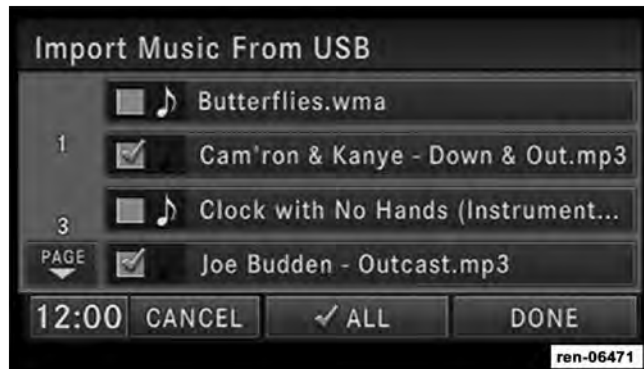 Import Music From USB
Butterflies.wma
1
Cam'ron & Kanye - Down & Out.mp3
Clock with No Hands (Instrument...
3
PAGE
Joe Budden - Outcast.mp3
12:00 CANCEL ✓ ALL DONE
ren-06471